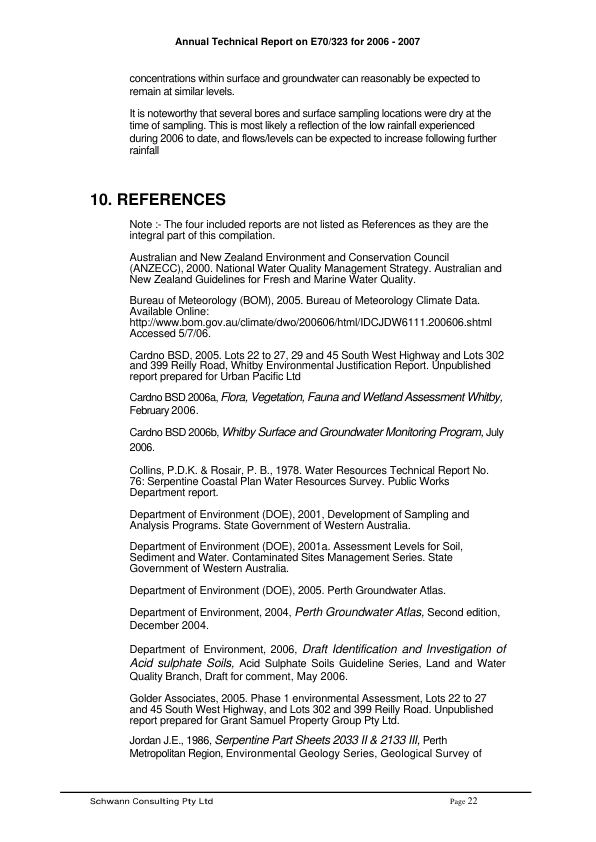 Annual Technical Report on E70/323 for 2006 - 2007
concentrations within surface and groundwater can reasonably be expected to
remain at similar levels.
It is noteworthy that several bores and surface sampling locations were dry at the
time of sampling. This is most likely a reflection of the low rainfall experienced
during 2006 to date, and flows/levels can be expected to increase following further
rainfall
10. REFERENCES
Note :- The four included reports are not listed as References as they are the
integral part of this compilation.
Australian and New Zealand Environment and Conservation Council
(ANZECC), 2000. National Water Quality Management Strategy. Australian and
New Zealand Guidelines for Fresh and Marine Water Quality.
Bureau of Meteorology (BOM), 2005. Bureau of Meteorology Climate Data.
Available Online:
http://www.bom.gov.au/climate/dwo/200606/html/IDCJDW6111.200606.shtml
Accessed 5/7/06.
Cardno BSD, 2005. Lots 22 to 27, 29 and 45 South West Highway and Lots 302
and 399 Reilly Road, Whitby Environmental Justification Report. Unpublished
report prepared for Urban Pacific Ltd
Cardno BSD 2006a, Flora, Vegetation, Fauna and Wetland Assessment Whitby,
February 2006.
Cardno BSD 2006b, Whitby Surface and Groundwater Monitoring Program, July
2006.
Collins, P.D.K. & Rosair, P. B., 1978. Water Resources Technical Report No.
76: Serpentine Coastal Plan Water Resources Survey. Public Works
Department report.
Department of Environment (DOE), 2001, Development of Sampling and
Analysis Programs. State Government of Western Australia.
Department of Environment (DOE), 2001a. Assessment Levels for Soil,
Sediment and Water. Contaminated Sites Management Series. State
Government of Western Australia.
Department of Environment (DOE), 2005. Perth Groundwater Atlas.
Department of Environment, 2004, Perth Groundwater Atlas, Second edition,
December 2004.
Department of Environment, 2006, Draft Identification and Investigation of
Acid sulphate Soils, Acid Sulphate Soils Guideline Series, Land and Water
Quality Branch, Draft for comment, May 2006.
Golder Associates, 2005. Phase 1 environmental Assessment, Lots 22 to 27
and 45 South West Highway, and Lots 302 and 399 Reilly Road. Unpublished
report prepared for Grant Samuel Property Group Pty Ltd.
Jordan J.E., 1986, Serpentine Part Sheets 2033 II & 2133 III, Perth
Metropolitan Region, Environmental Geology Series, Geological Survey of
Schwann Consulting Pty Ltd Page 22